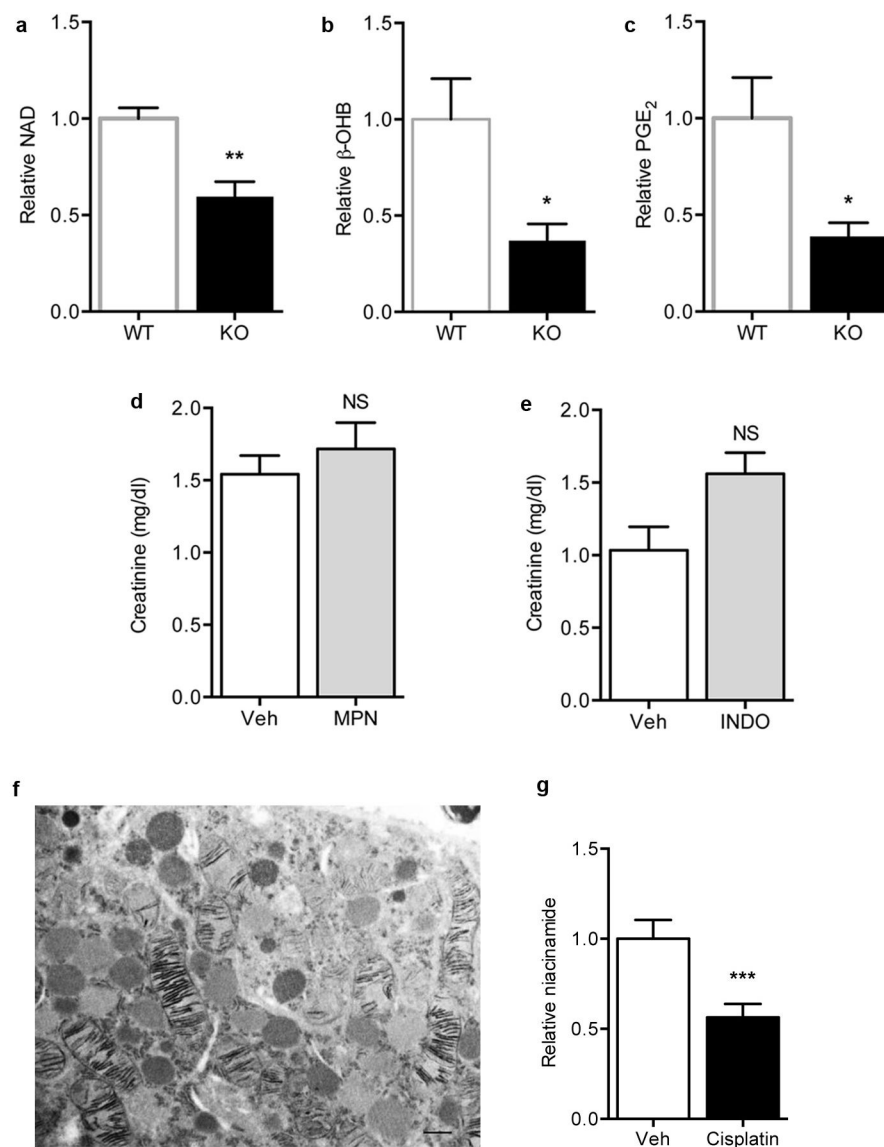 a
1.5
1.0
0.5
0.0
Relative NAD
**
WT KO
b
1.5
1.0
0.5
0.0
Relative β-OHB
*
WT KO
c
1.5
1.0
0.5
0.0
Relative PGE₂
*
WT KO
d
2.0
1.5
1.0
0.5
0.0
Creatinine (mg/dl)
NS
Veh MPN
e
2.0
1.5
1.0
0.5
0.0
Creatinine (mg/dl)
NS
Veh INDO
f
g
1.5
1.0
0.5
0.0
Relative niacinamide
***
Veh Cisplatin